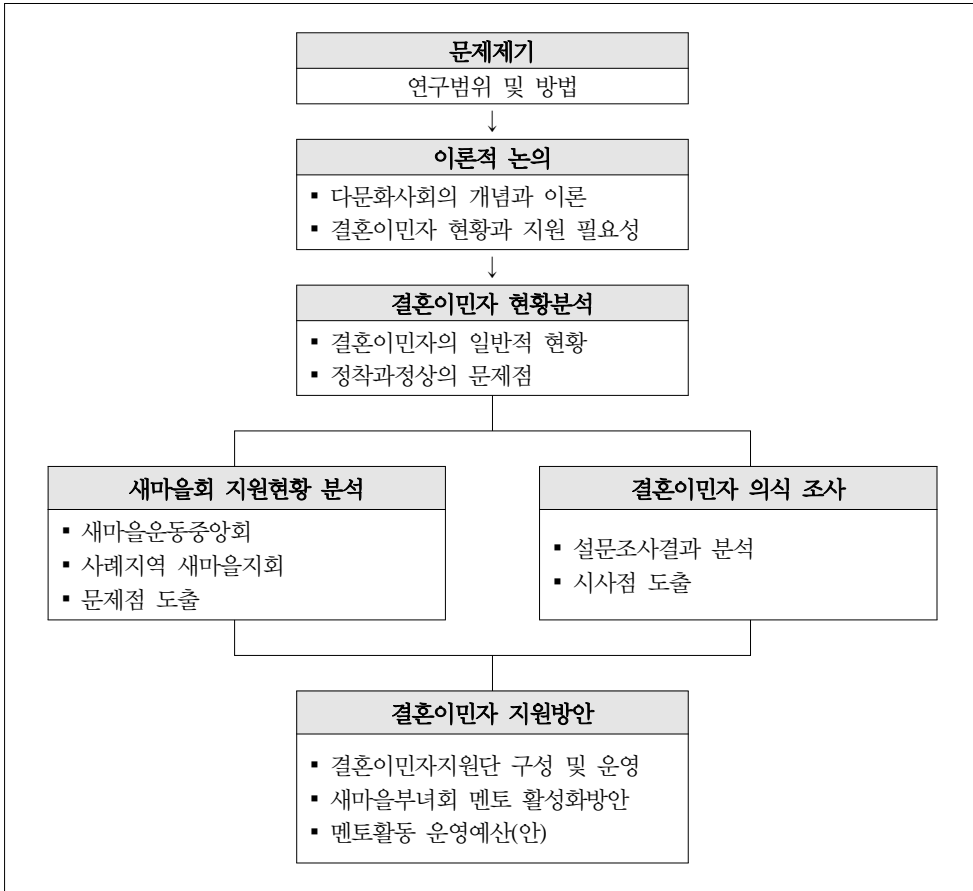 문제제기
연구범위 및 방법
↓
이론적 논의
▪ 다문화사회의 개념과 이론
▪ 결혼이민자 현황과 지원 필요성
↓
결혼이민자 현황분석
▪ 결혼이민자의 일반적 현황
▪ 정착과정상의 문제점
새마을회 지원현황 분석
▪ 새마을운동중앙회
▪ 사례지역 새마을지회
▪ 문제점 도출
결혼이민자 의식 조사
▪ 설문조사결과 분석
▪ 시사점 도출
결혼이민자 지원방안
▪ 결혼이민자지원단 구성 및 운영
▪ 새마을부녀회 멘토 활성화방안
▪ 멘토활동 운영예산(안)